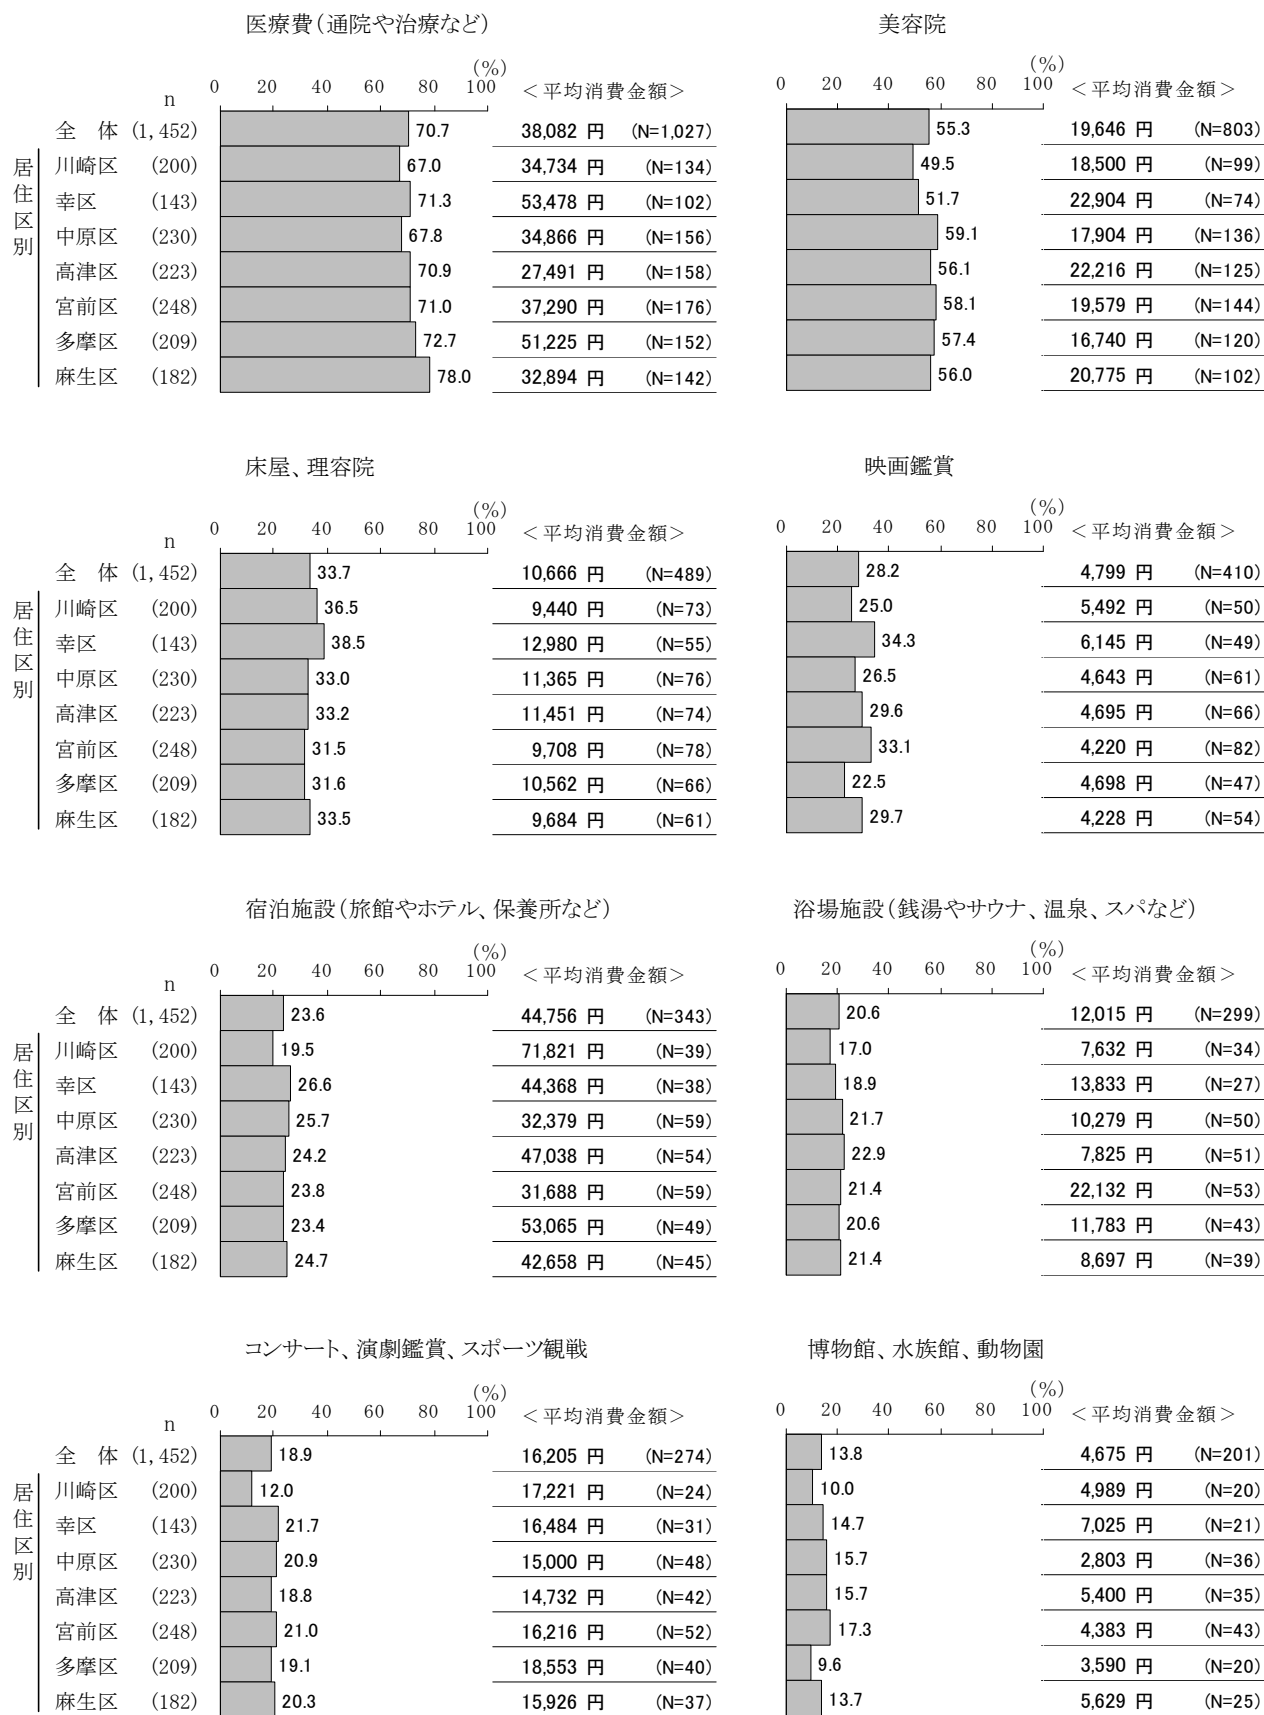 医療費（通院や治療など）
(%)
0 20 40 60 80 100 ＜平均消費金額＞
n
全 体 (1,452) 70.7 38,082 円 (N=1,027)
居住区別
川崎区 (200) 67.0 34,734 円 (N=134)
幸区 (143) 71.3 53,478 円 (N=102)
中原区 (230) 67.8 34,866 円 (N=156)
高津区 (223) 70.9 27,491 円 (N=158)
宮前区 (248) 71.0 37,290 円 (N=176)
多摩区 (209) 72.7 51,225 円 (N=152)
麻生区 (182) 78.0 32,894 円 (N=142)
美容院
(%)
0 20 40 60 80 100 ＜平均消費金額＞
55.3 19,646 円 (N=803)
49.5 18,500 円 (N=99)
51.7 22,904 円 (N=74)
59.1 17,904 円 (N=136)
56.1 22,216 円 (N=125)
58.1 19,579 円 (N=144)
57.4 16,740 円 (N=120)
56.0 20,775 円 (N=102)
床屋、理容院
(%)
0 20 40 60 80 100 ＜平均消費金額＞
n
全 体 (1,452) 33.7 10,666 円 (N=489)
居住区別
川崎区 (200) 36.5 9,440 円 (N=73)
幸区 (143) 38.5 12,980 円 (N=55)
中原区 (230) 33.0 11,365 円 (N=76)
高津区 (223) 33.2 11,451 円 (N=74)
宮前区 (248) 31.5 9,708 円 (N=78)
多摩区 (209) 31.6 10,562 円 (N=66)
麻生区 (182) 33.5 9,684 円 (N=61)
映画鑑賞
(%)
0 20 40 60 80 100 ＜平均消費金額＞
28.2 4,799 円 (N=410)
25.0 5,492 円 (N=50)
34.3 6,145 円 (N=49)
26.5 4,643 円 (N=61)
29.6 4,695 円 (N=66)
33.1 4,220 円 (N=82)
22.5 4,698 円 (N=47)
29.7 4,228 円 (N=54)
宿泊施設（旅館やホテル、保養所など）
(%)
0 20 40 60 80 100 ＜平均消費金額＞
n
全 体 (1,452) 23.6 44,756 円 (N=343)
居住区別
川崎区 (200) 19.5 71,821 円 (N=39)
幸区 (143) 26.6 44,368 円 (N=38)
中原区 (230) 25.7 32,379 円 (N=59)
高津区 (223) 24.2 47,038 円 (N=54)
宮前区 (248) 23.8 31,688 円 (N=59)
多摩区 (209) 23.4 53,065 円 (N=49)
麻生区 (182) 24.7 42,658 円 (N=45)
浴場施設（銭湯やサウナ、温泉、スパなど）
(%)
0 20 40 60 80 100 ＜平均消費金額＞
20.6 12,015 円 (N=299)
17.0 7,632 円 (N=34)
18.9 13,833 円 (N=27)
21.7 10,279 円 (N=50)
22.9 7,825 円 (N=51)
21.4 22,132 円 (N=53)
20.6 11,783 円 (N=43)
21.4 8,697 円 (N=39)
コンサート、演劇鑑賞、スポーツ観戦
(%)
0 20 40 60 80 100 ＜平均消費金額＞
n
全 体 (1,452) 18.9 16,205 円 (N=274)
居住区別
川崎区 (200) 12.0 17,221 円 (N=24)
幸区 (143) 21.7 16,484 円 (N=31)
中原区 (230) 20.9 15,000 円 (N=48)
高津区 (223) 18.8 14,732 円 (N=42)
宮前区 (248) 21.0 16,216 円 (N=52)
多摩区 (209) 19.1 18,553 円 (N=40)
麻生区 (182) 20.3 15,926 円 (N=37)
博物館、水族館、動物園
(%)
0 20 40 60 80 100 ＜平均消費金額＞
13.8 4,675 円 (N=201)
10.0 4,989 円 (N=20)
14.7 7,025 円 (N=21)
15.7 2,803 円 (N=36)
15.7 5,400 円 (N=35)
17.3 4,383 円 (N=43)
9.6 3,590 円 (N=20)
13.7 5,629 円 (N=25)